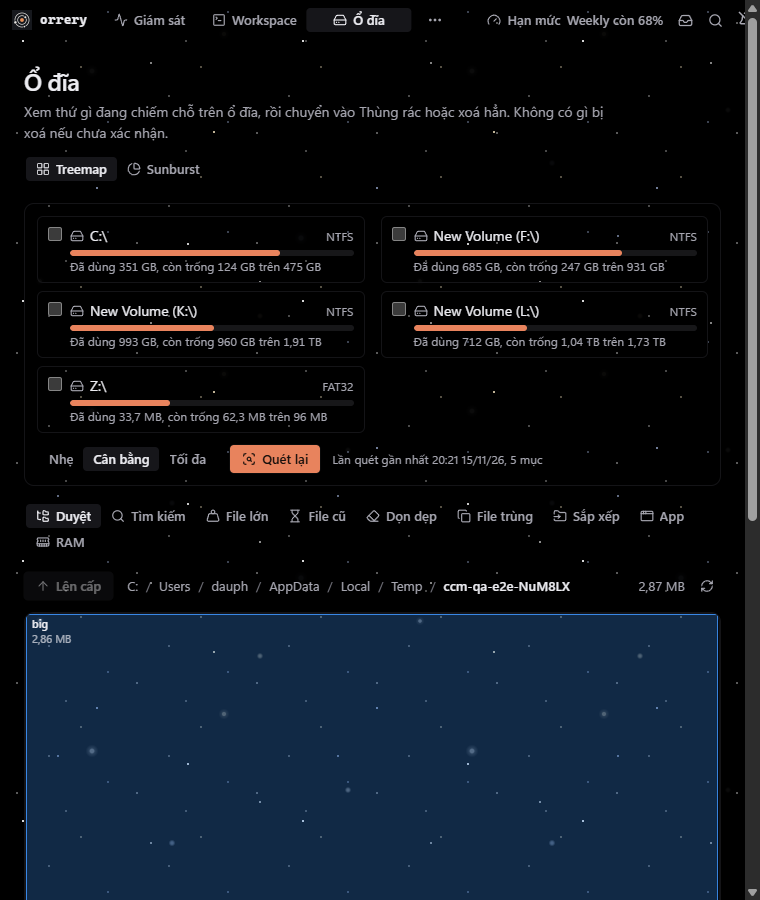 orrery Giám sát Workspace Ổ đĩa ... Hạn mức Weekly còn 68%
Ổ đĩa
Xem thứ gì đang chiếm chỗ trên ổ đĩa, rồi chuyển vào Thùng rác hoặc xoá hẳn. Không có gì bị
xoá nếu chưa xác nhận.
Treemap Sunburst
C:\ NTFS
Đã dùng 351 GB, còn trống 124 GB trên 475 GB
New Volume (F:\) NTFS
Đã dùng 685 GB, còn trống 247 GB trên 931 GB
New Volume (K:\) NTFS
Đã dùng 993 GB, còn trống 960 GB trên 1,91 TB
New Volume (L:\) NTFS
Đã dùng 712 GB, còn trống 1,04 TB trên 1,73 TB
Z:\ FAT32
Đã dùng 33,7 MB, còn trống 62,3 MB trên 96 MB
Nhẹ Cân bằng Tối đa Quét lại Lần quét gần nhất 20:21 15/11/26, 5 mục
Duyệt Tìm kiếm File lớn File cũ Dọn dẹp File trùng Sắp xếp App
RAM
Lên cấp C: / Users / dauph / AppData / Local / Temp / ccm-qa-e2e-NuM8LX 2,87 MB
big
2,86 MB